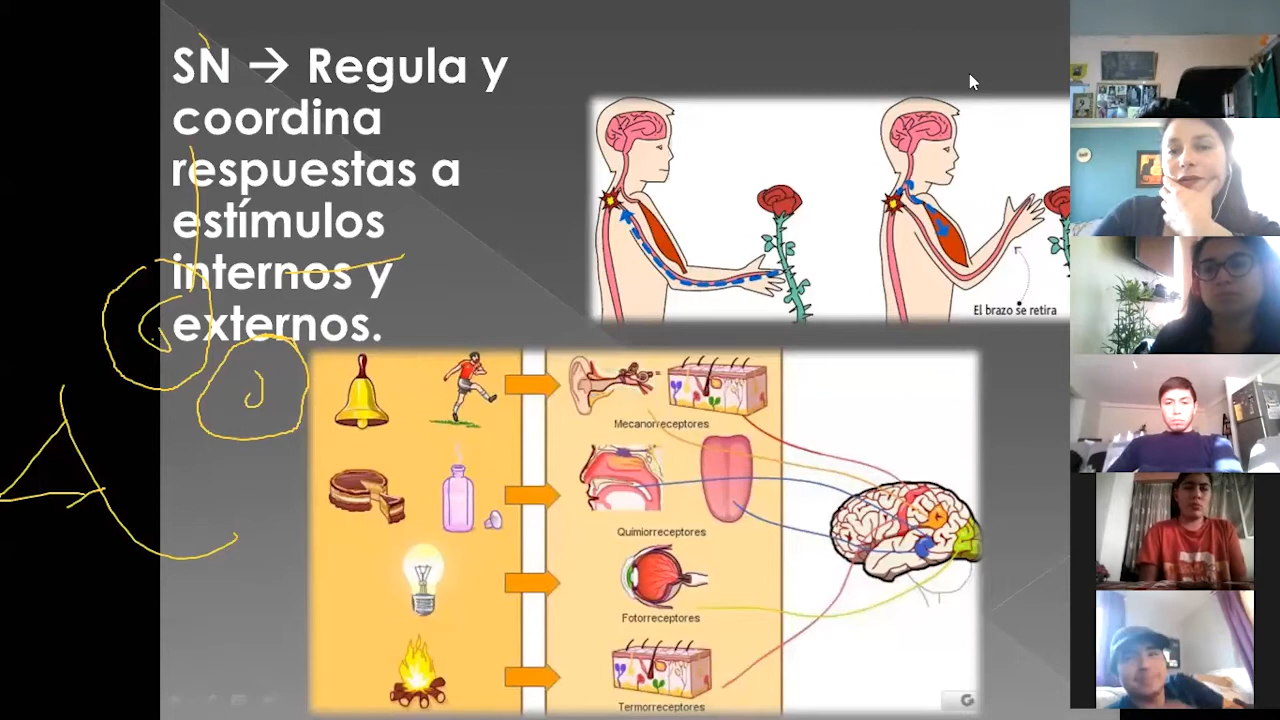 SN → Regula y
coordina
respuestas a
estímulos
internos y
externos.
El brazo se retira
Mecanorreceptores
Quimiorreceptores
Fotorreceptores
Termorreceptores